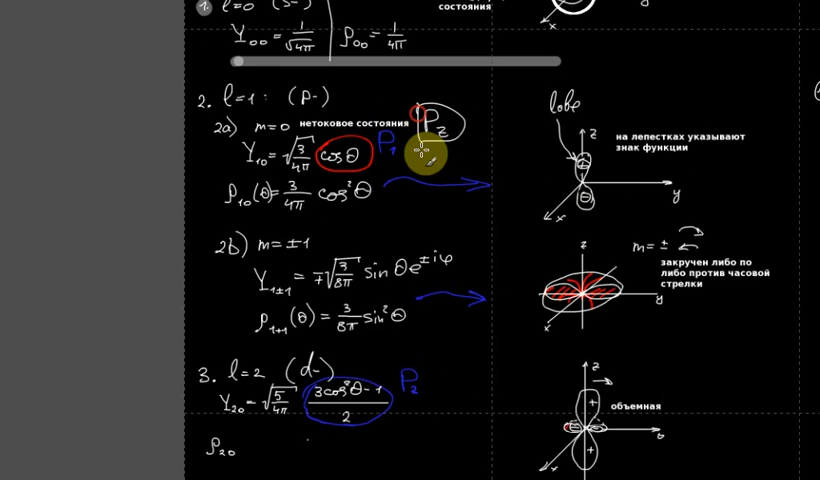 1. l=0 (s-)
состояния
y
x
Y₀₀ = 1/√4π | ρ₀₀ = 1/4π
2. l=1: (p-)
2a) m=0 нетоковое состояния P_z
lobe
Y₁₀ = √3/4π cosθ P₁
z
на лепестках указывают
знак функции
+
ρ₁₀(θ) = 3/4π cos²θ
y
x
2b) m=±1
z
m=±
закручен либо по
либо против часовой
стрелки
Y₁±₁ = ∓√3/8π sinθe^±iφ
y
ρ₁±₁(θ) = 3/8π sin²θ
x
3. l=2 (d-) P₂
z
Y₂₀ = √5/4π 3cos²θ-1/2
объемная
+
+
ρ₂₀